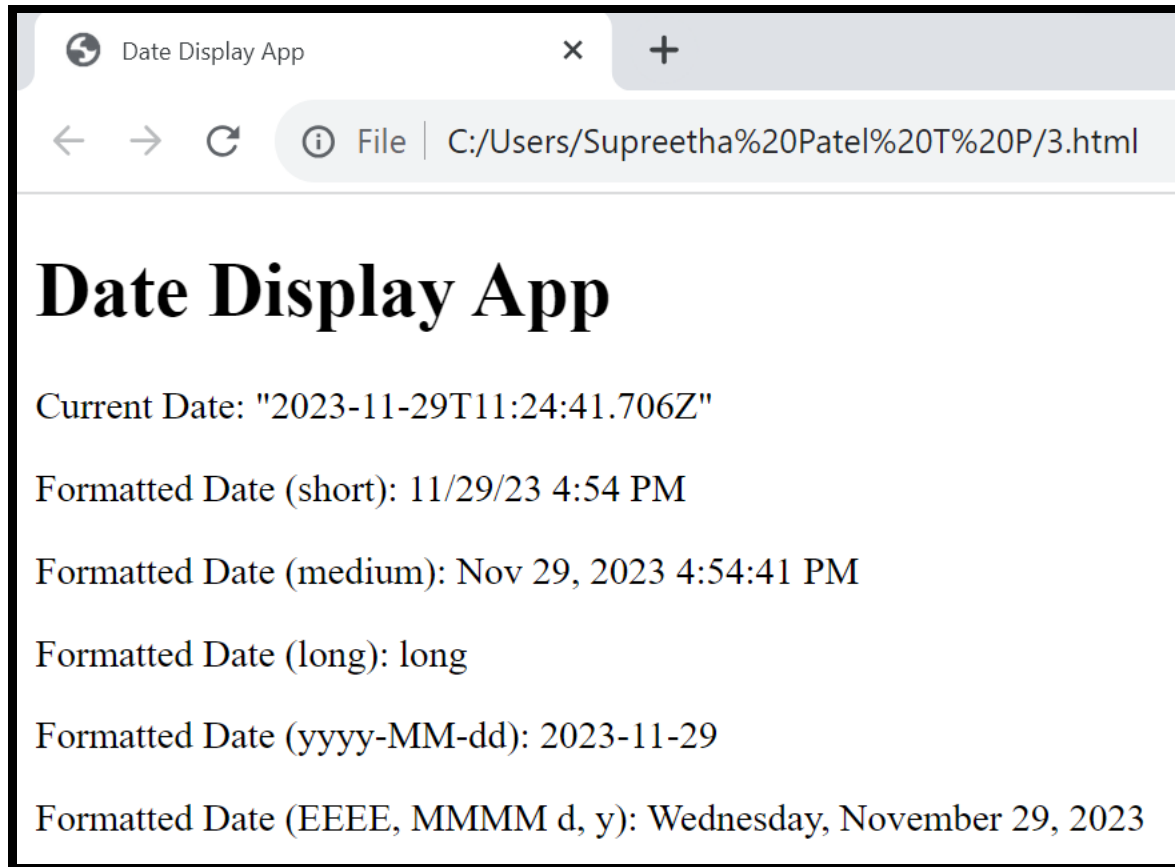 Date Display App
File C:/Users/Supreetha%20Patel%20T%20P/3.html
Date Display App
Current Date: "2023-11-29T11:24:41.706Z"
Formatted Date (short): 11/29/23 4:54 PM
Formatted Date (medium): Nov 29, 2023 4:54:41 PM
Formatted Date (long): long
Formatted Date (yyyy-MM-dd): 2023-11-29
Formatted Date (EEEE, MMMM d, y): Wednesday, November 29, 2023